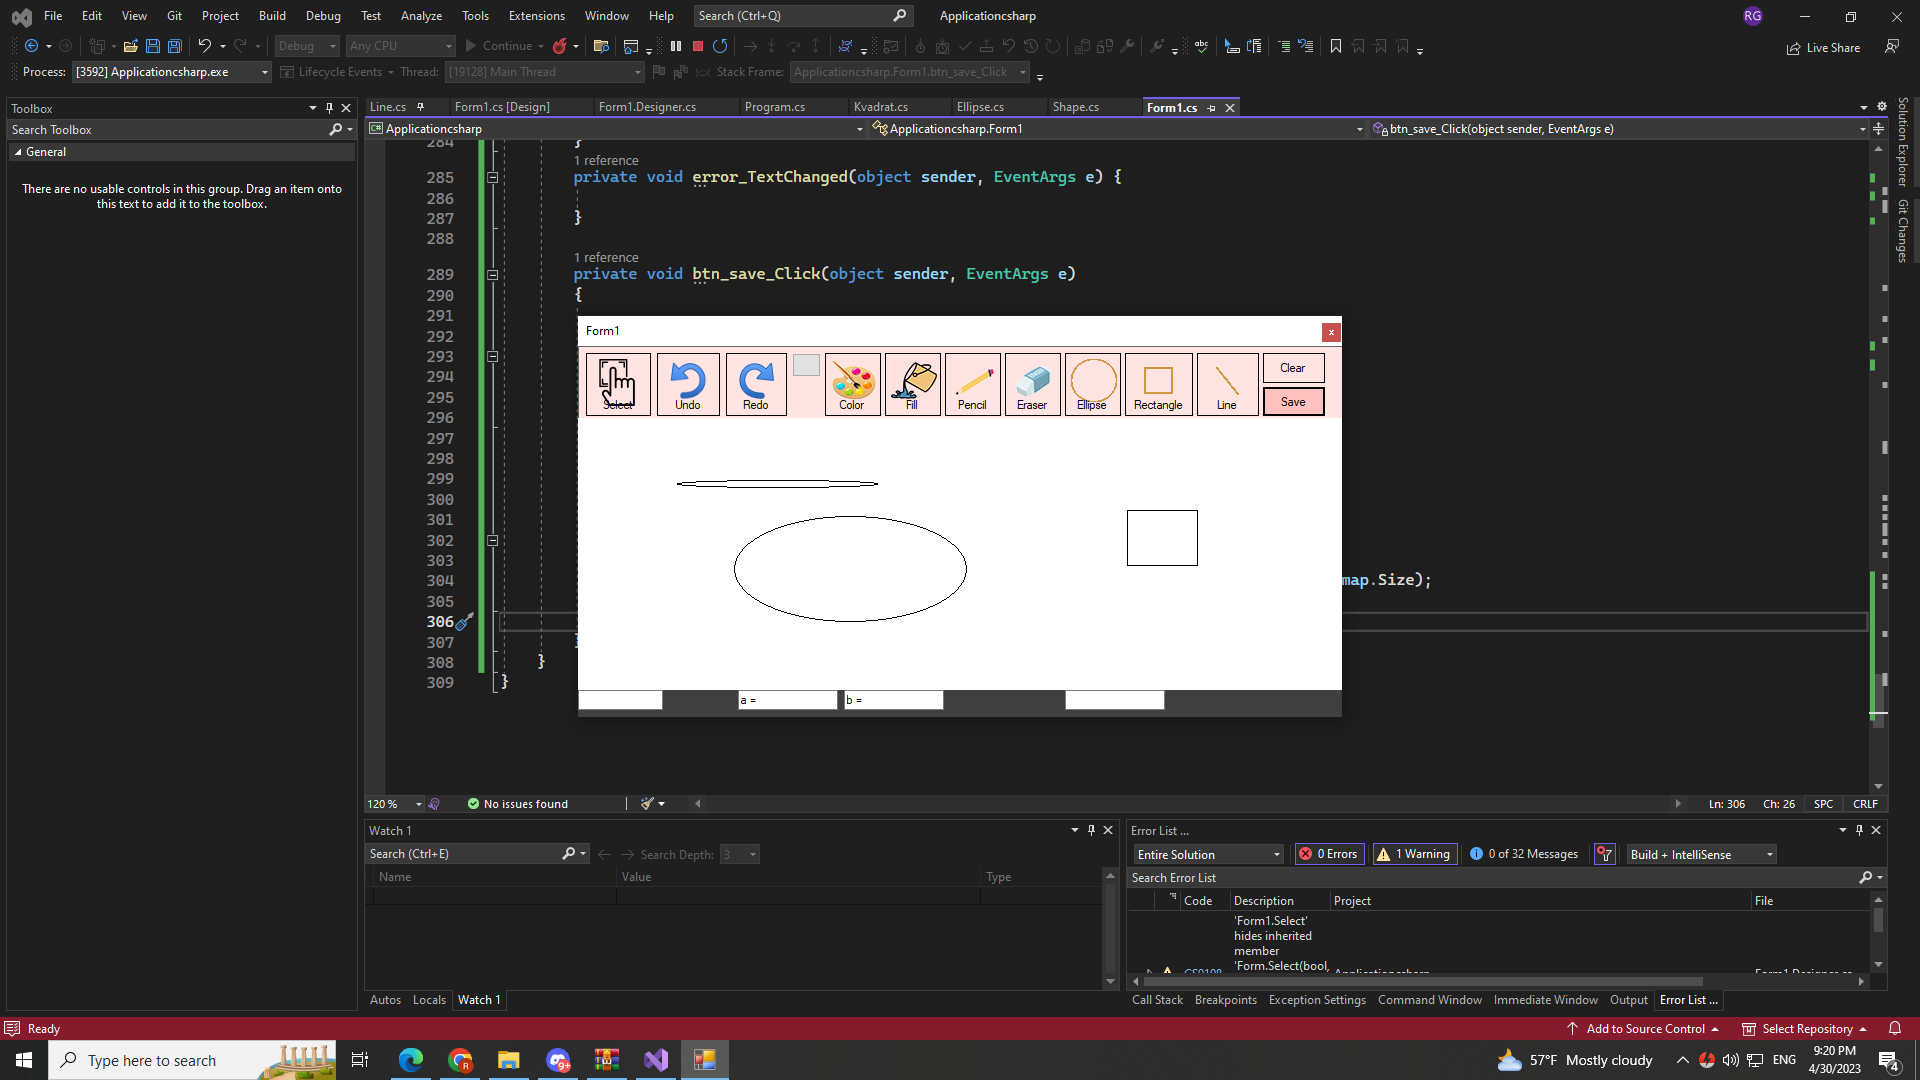 File Edit View Git Project Build Debug Test Analyze Tools Extensions Window Help Search (Ctrl+Q) Applicationcsharp RG
Debug Any CPU Continue Live Share
Process: [3592] Applicationcsharp.exe Lifecycle Events Thread: [19128] Main Thread Stack Frame: Applicationcsharp.Form1.btn_save_Click
Toolbox
Search Toolbox
General
There are no usable controls in this group. Drag an item onto
this text to add it to the toolbox.
Line.cs Form1.cs [Design] Form1.Designer.cs Program.cs Kvadrat.cs Ellipse.cs Shape.cs Form1.cs
Applicationcsharp Applicationcsharp.Form1 btn_save_Click(object sender, EventArgs e)
284 }
1 reference
285 private void error_TextChanged(object sender, EventArgs e) {
286
287 }
288
1 reference
289 private void btn_save_Click(object sender, EventArgs e)
290 {
291
292
293
294
295
296
297
298
299
300
301
302
303
304 map.Size);
305
306
307
308 }
309 }
Form1 x
Select Undo Redo Color Fill Pencil Eraser Ellipse Rectangle Line Clear
Save
a = b =
Solution Explorer
Git Changes
120 % No issues found Ln: 306 Ch: 26 SPC CRLF
Watch 1
Search (Ctrl+E) Search Depth: 3
Name Value Type
Autos Locals Watch 1
Error List ...
Entire Solution 0 Errors 1 Warning 0 of 32 Messages Build + IntelliSense
Search Error List
Code Description Project File
'Form1.Select'
hides inherited
member
CS0108 'Form.Select(bool, Applicationcsharp Form1.Designer.cs
Call Stack Breakpoints Exception Settings Command Window Immediate Window Output Error List ...
Ready Add to Source Control Select Repository
Type here to search 9+ 57°F Mostly cloudy ENG 9:20 PM
4/30/2023 4